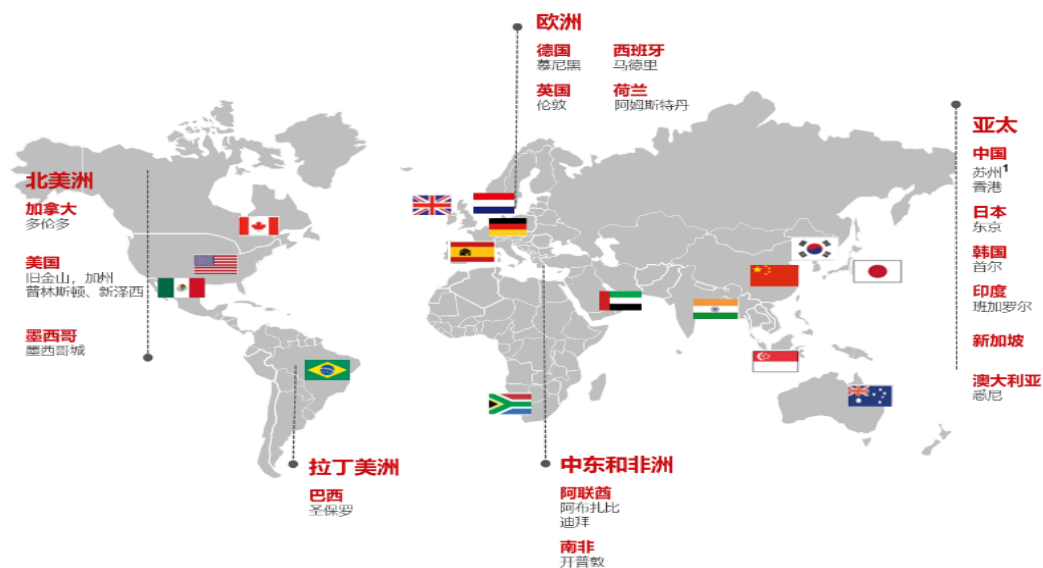 欧洲
德国 西班牙
慕尼黑 马德里
英国 荷兰
伦敦 阿姆斯特丹
北美洲
加拿大
多伦多
美国
旧金山，加州
普林斯顿、新泽西
墨西哥
墨西哥城
亚太
中国
苏州1
香港
日本
东京
韩国
首尔
印度
班加罗尔
新加坡
澳大利亚
悉尼
拉丁美洲
巴西
圣保罗
中东和非洲
阿联酋
阿布扎比
迪拜
南非
开普敦